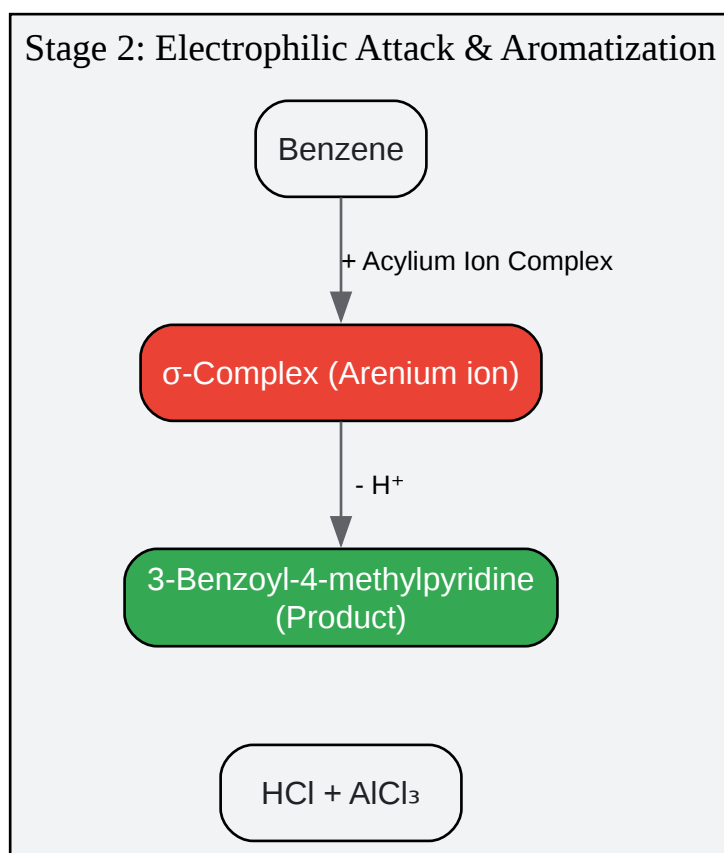 Stage 2: Electrophilic Attack & Aromatization
Benzene
+ Acylium Ion Complex
σ-Complex (Arenium ion)
- H⁺
3-Benzoyl-4-methylpyridine
(Product)
HCl + AlCl₃